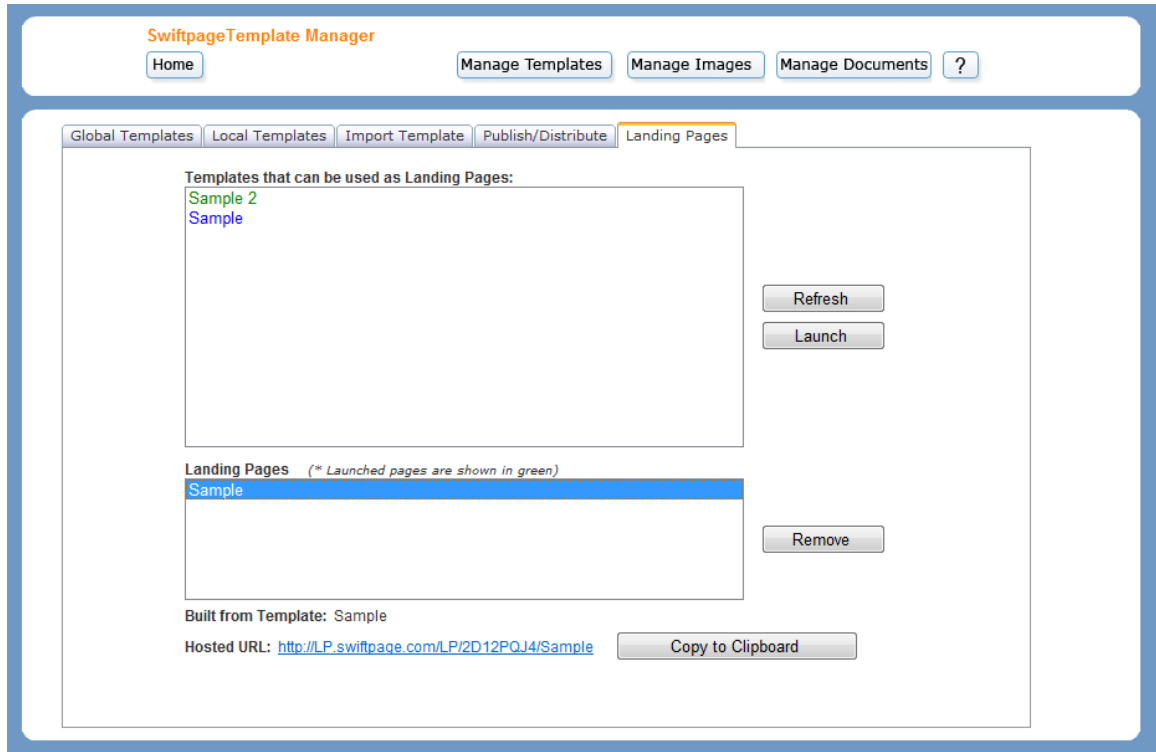 SwiftpageTemplate Manager
Home Manage Templates Manage Images Manage Documents ?
Global Templates Local Templates Import Template Publish/Distribute Landing Pages
Templates that can be used as Landing Pages:
Sample 2
Sample
Refresh
Launch
Landing Pages (* Launched pages are shown in green)
Sample
Remove
Built from Template: Sample
Hosted URL: http://LP.swiftpage.com/LP/2D12PQJ4/Sample Copy to Clipboard